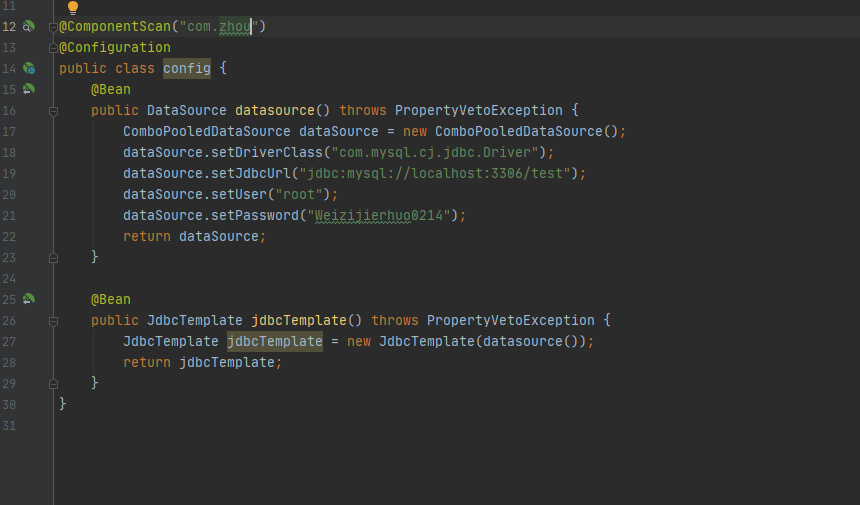 11
12 @ComponentScan("com.zhou")
13 @Configuration
14 public class config {
15 @Bean
16 public DataSource datasource() throws PropertyVetoException {
17 ComboPooledDataSource dataSource = new ComboPooledDataSource();
18 dataSource.setDriverClass("com.mysql.cj.jdbc.Driver");
19 dataSource.setJdbcUrl("jdbc:mysql://localhost:3306/test");
20 dataSource.setUser("root");
21 dataSource.setPassword("Weizijierhuo0214");
22 return dataSource;
23 }
24
25 @Bean
26 public JdbcTemplate jdbcTemplate() throws PropertyVetoException {
27 JdbcTemplate jdbcTemplate = new JdbcTemplate(datasource());
28 return jdbcTemplate;
29 }
30 }
31